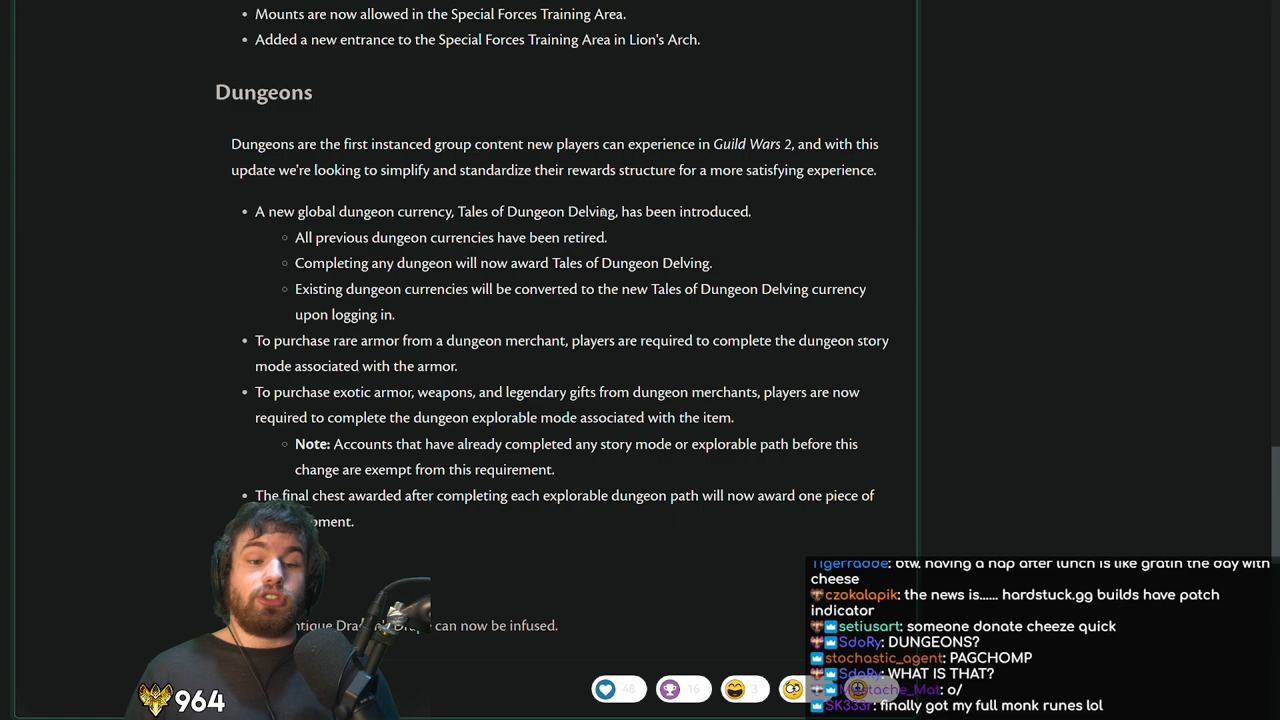 Mounts are now allowed in the Special Forces Training Area.
Added a new entrance to the Special Forces Training Area in Lion's Arch.
Dungeons
Dungeons are the first instanced group content new players can experience in Guild Wars 2, and with this
update we're looking to simplify and standardize their rewards structure for a more satisfying experience.
A new global dungeon currency, Tales of Dungeon Delving, has been introduced.
All previous dungeon currencies have been retired.
Completing any dungeon will now award Tales of Dungeon Delving.
Existing dungeon currencies will be converted to the new Tales of Dungeon Delving currency
upon logging in.
To purchase rare armor from a dungeon merchant, players are required to complete the dungeon story
mode associated with the armor.
To purchase exotic armor, weapons, and legendary gifts from dungeon merchants, players are now
required to complete the dungeon explorable mode associated with the item.
Note: Accounts that have already completed any story mode or explorable path before this
change are exempt from this requirement.
The final chest awarded after completing each explorable dungeon path will now award one piece of
can now be infused.
964
48
16
3
Tigerradde: btw. having a nap after lunch is like gratin the day with
cheese
czokalapik: the news is...... hardstuck.gg builds have patch
indicator
setiusart: someone donate cheeze quick
SdoRy: DUNGEONS?
stochastic_agent: PAGCHOMP
SdoRy: WHAT IS THAT?
Mustache_Mat: o/
SK333r: finally got my full monk runes lol